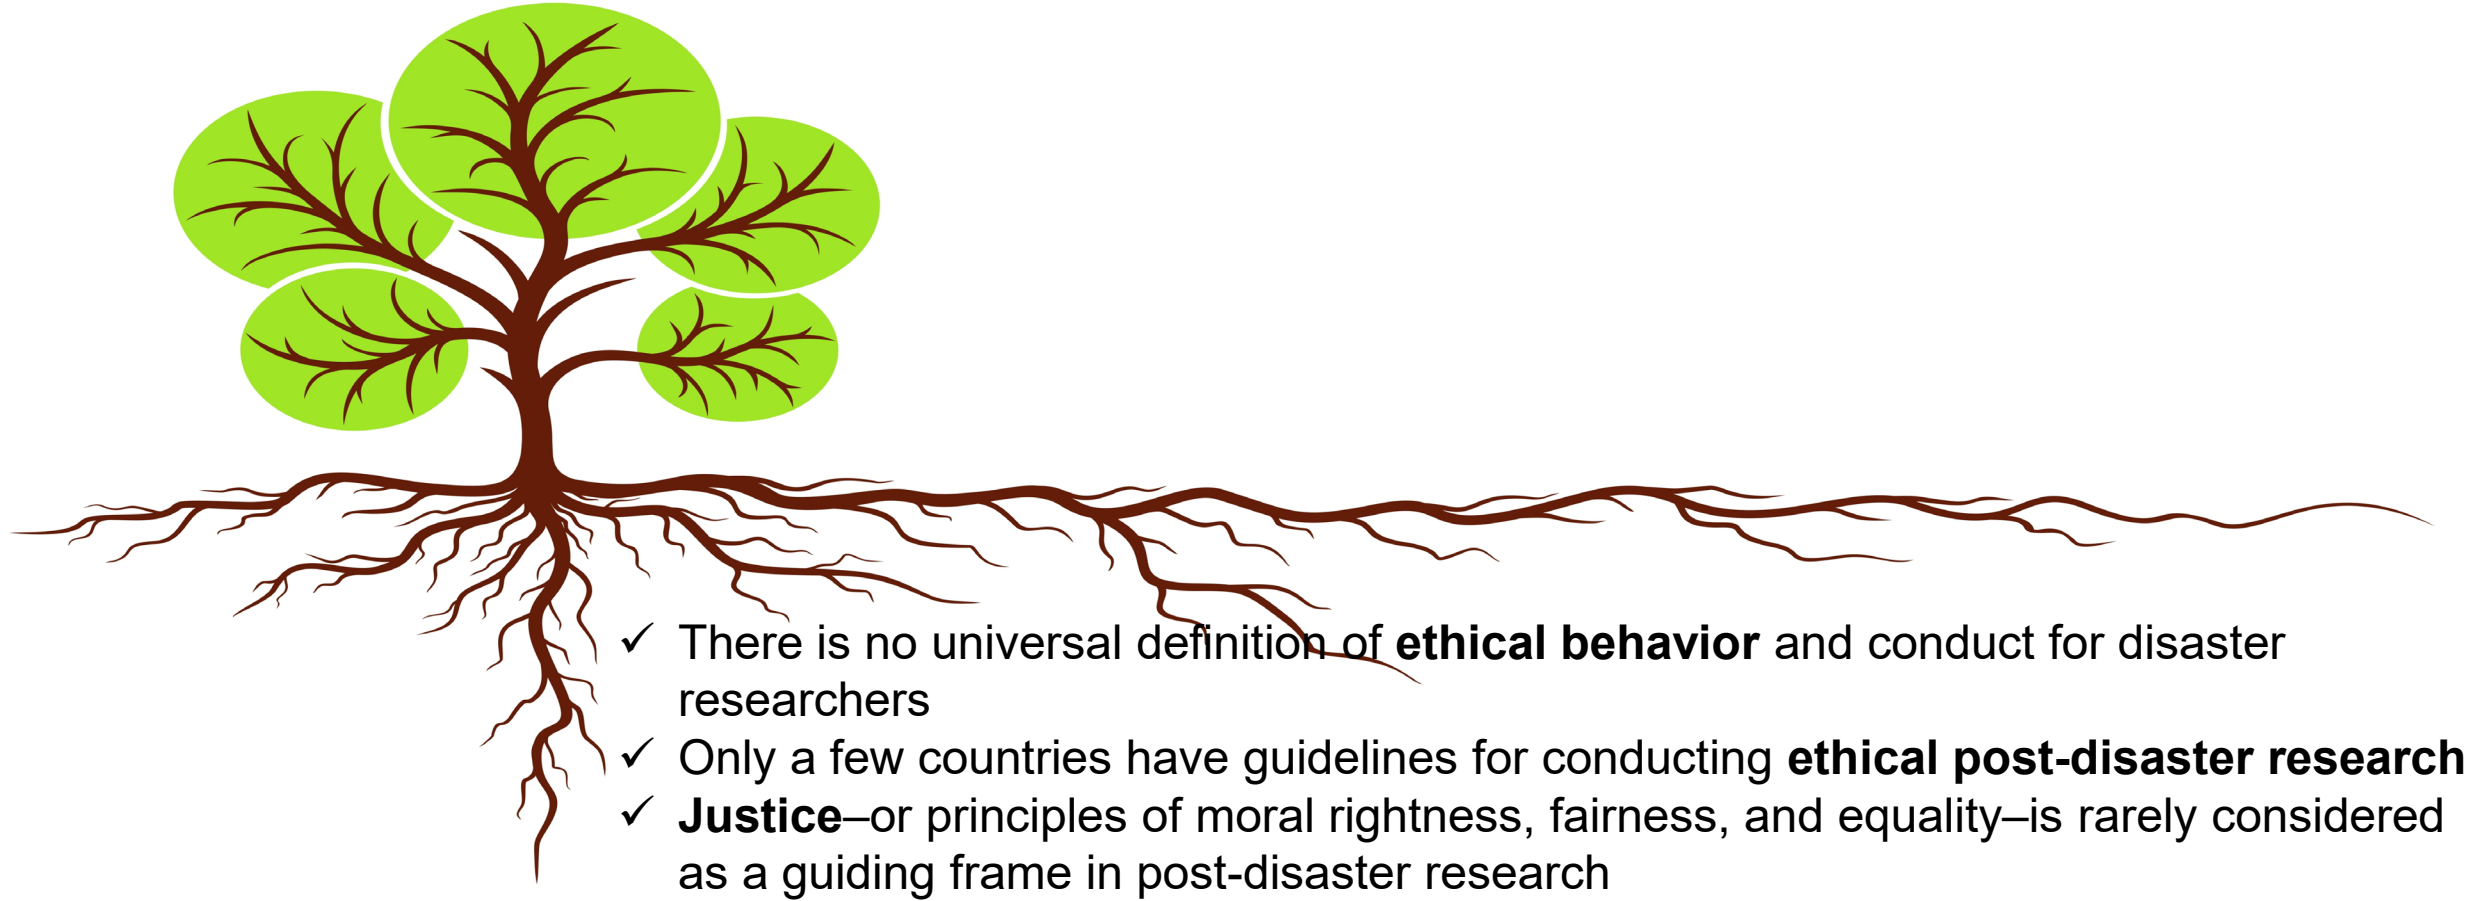 ✓ There is no universal definition of ethical behavior and conduct for disaster
researchers
✓ Only a few countries have guidelines for conducting ethical post-disaster research
✓ Justice–or principles of moral rightness, fairness, and equality–is rarely considered
as a guiding frame in post-disaster research